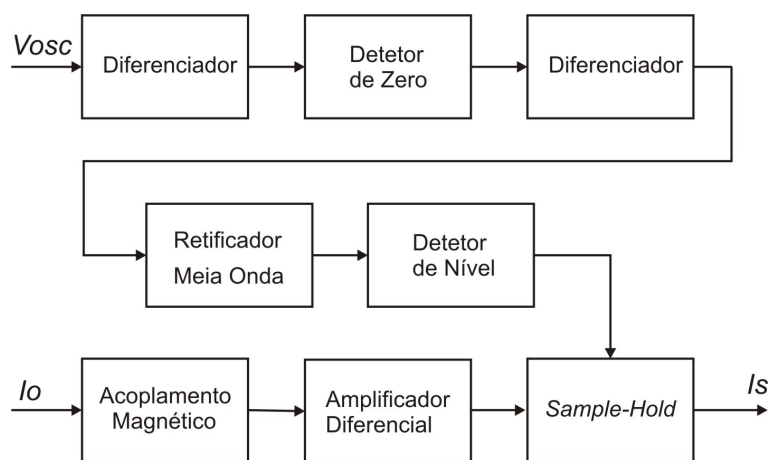 Vosc
Diferenciador
Detetor
de Zero
Diferenciador
Retificador
Meia Onda
Detetor
de Nível
Io
Acoplamento
Magnético
Amplificador
Diferencial
Sample-Hold
Is